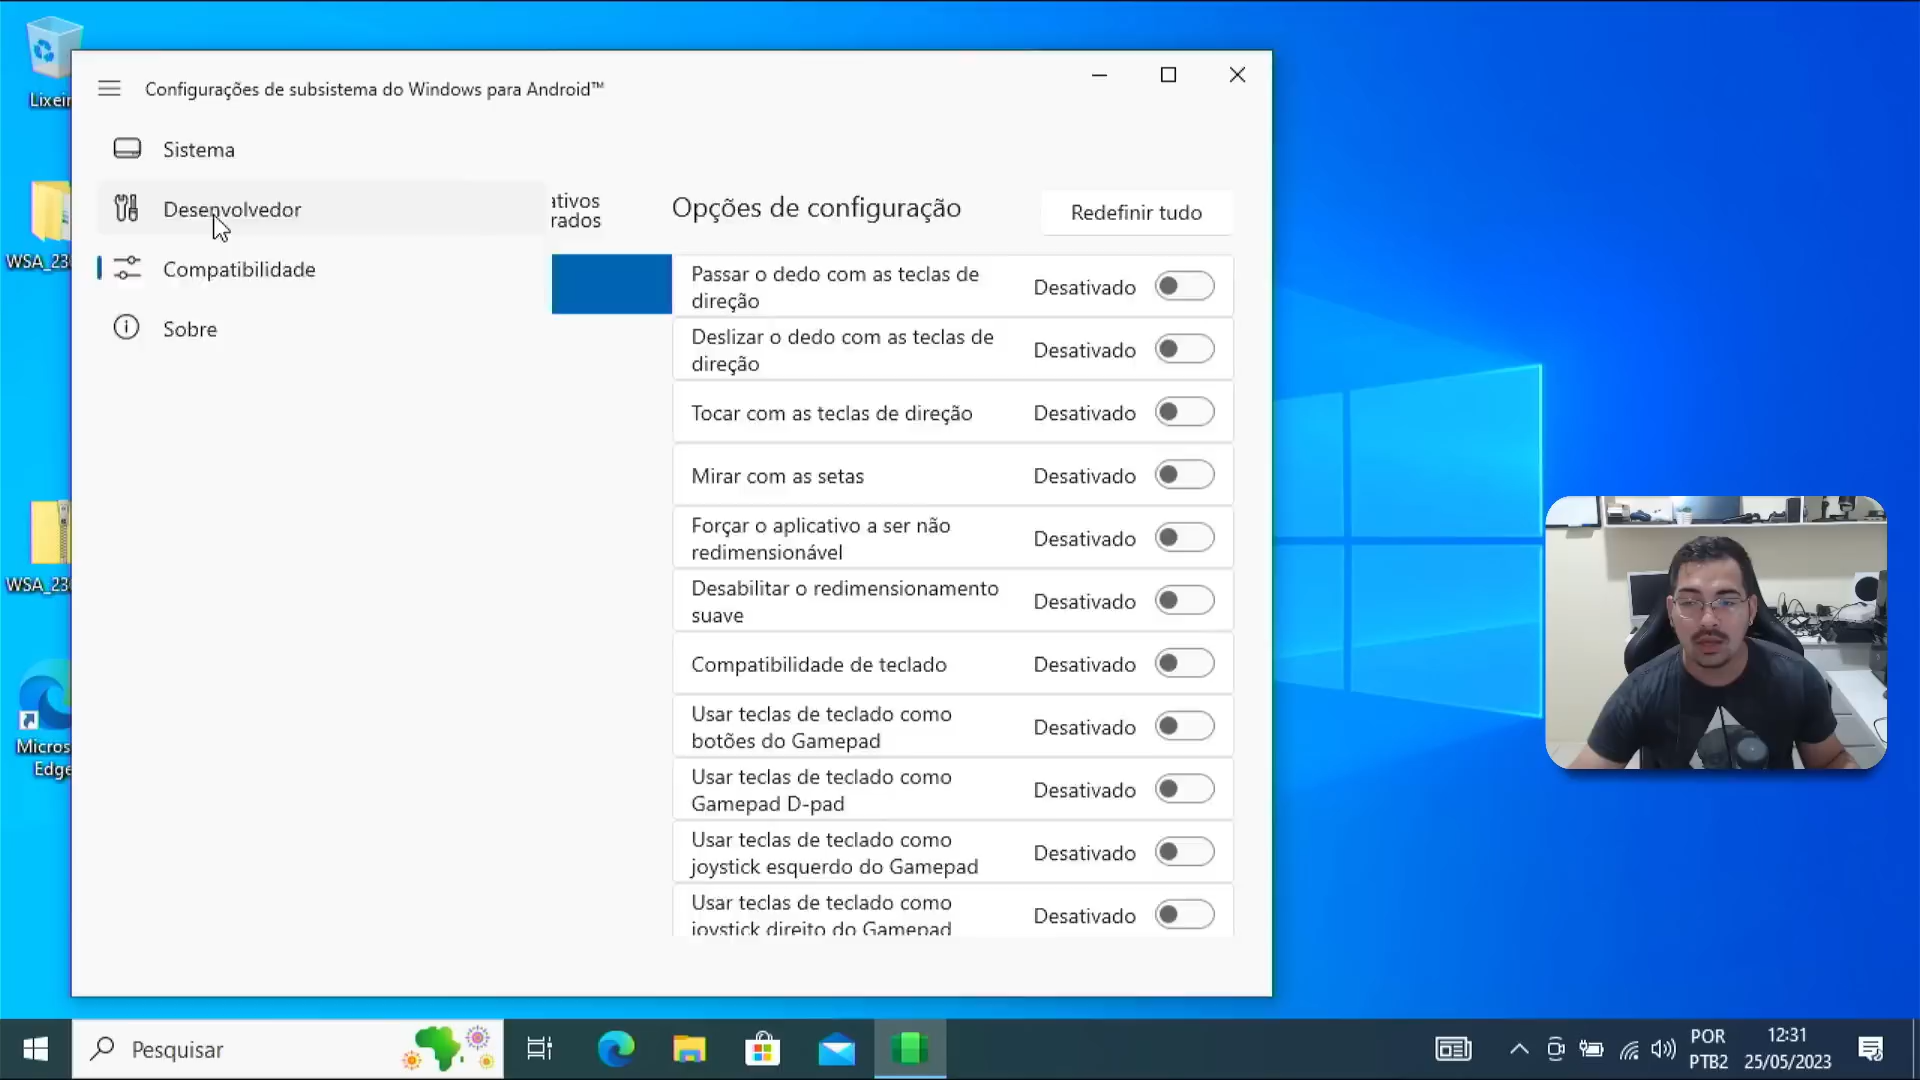 Lixeir
Configurações de subsistema do Windows para Android™
Sistema
Desenvolvedor
Compatibilidade
Sobre
ativos
rados
Opções de configuração
Redefinir tudo
Passar o dedo com as teclas de
direção
Desativado
Deslizar o dedo com as teclas de
direção
Desativado
Tocar com as teclas de direção
Desativado
Mirar com as setas
Desativado
Forçar o aplicativo a ser não
redimensionável
Desativado
Desabilitar o redimensionamento
suave
Desativado
Compatibilidade de teclado
Desativado
Usar teclas de teclado como
botões do Gamepad
Desativado
Usar teclas de teclado como
Gamepad D-pad
Desativado
Usar teclas de teclado como
joystick esquerdo do Gamepad
Desativado
Usar teclas de teclado como
joystick direito do Gamepad
Desativado
WSA_230
WSA_230
Micros
Edge
Pesquisar
POR
PTB2
12:31
25/05/2023